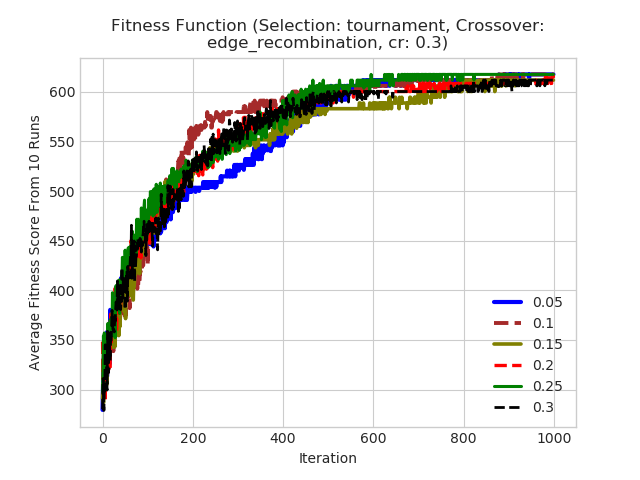 Fitness Function (Selection: tournament, Crossover:
edge_recombination, cr: 0.3)
Average Fitness Score From 10 Runs
600
550
500
450
400
350
300
0.05
0.1
0.15
0.2
0.25
0.3
0 200 400 600 800 1000
Iteration